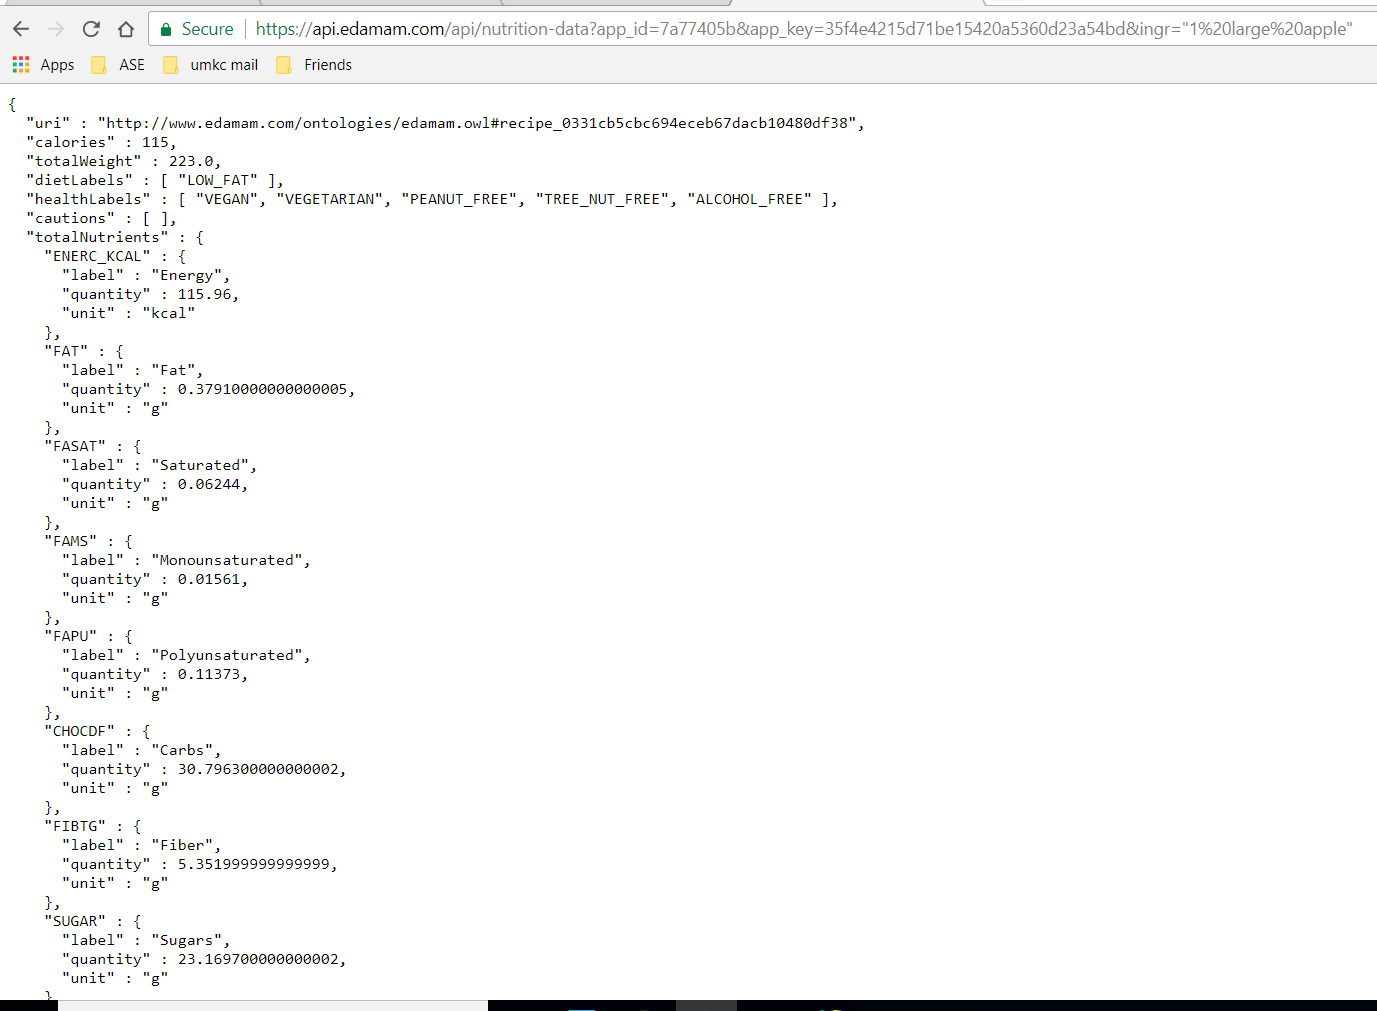 Secure https://api.edamam.com/api/nutrition-data?app_id=7a77405b&app_key=35f4e4215d71be15420a5360d23a54bd&ingr="1%20large%20apple"
Apps ASE umkc mail Friends
{
"uri" : "http://www.edamam.com/ontologies/edamam.owl#recipe_0331cb5cbc694eceb67dacb10480df38",
"calories" : 115,
"totalWeight" : 223.0,
"dietLabels" : [ "LOW_FAT" ],
"healthLabels" : [ "VEGAN", "VEGETARIAN", "PEANUT_FREE", "TREE_NUT_FREE", "ALCOHOL_FREE" ],
"cautions" : [ ],
"totalNutrients" : {
"ENERC_KCAL" : {
"label" : "Energy",
"quantity" : 115.96,
"unit" : "kcal"
},
"FAT" : {
"label" : "Fat",
"quantity" : 0.37910000000000005,
"unit" : "g"
},
"FASAT" : {
"label" : "Saturated",
"quantity" : 0.06244,
"unit" : "g"
},
"FAMS" : {
"label" : "Monounsaturated",
"quantity" : 0.01561,
"unit" : "g"
},
"FAPU" : {
"label" : "Polyunsaturated",
"quantity" : 0.11373,
"unit" : "g"
},
"CHOCDF" : {
"label" : "Carbs",
"quantity" : 30.796300000000002,
"unit" : "g"
},
"FIBTG" : {
"label" : "Fiber",
"quantity" : 5.351999999999999,
"unit" : "g"
},
"SUGAR" : {
"label" : "Sugars",
"quantity" : 23.169700000000002,
"unit" : "g"
}